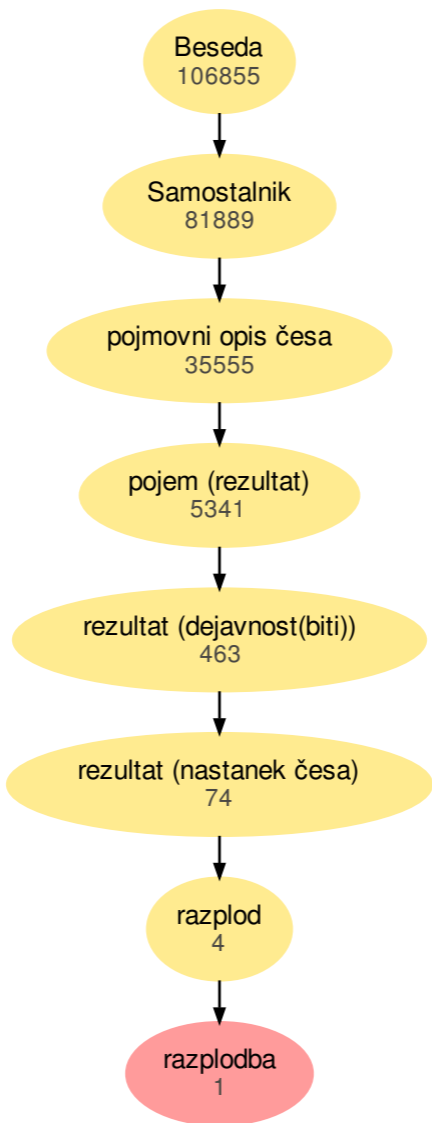 Beseda
106855
Samostalnik
81889
pojmovni opis česa
35555
pojem (rezultat)
5341
rezultat (dejavnost(biti))
463
rezultat (nastanek česa)
74
razplod
4
razplodba
1